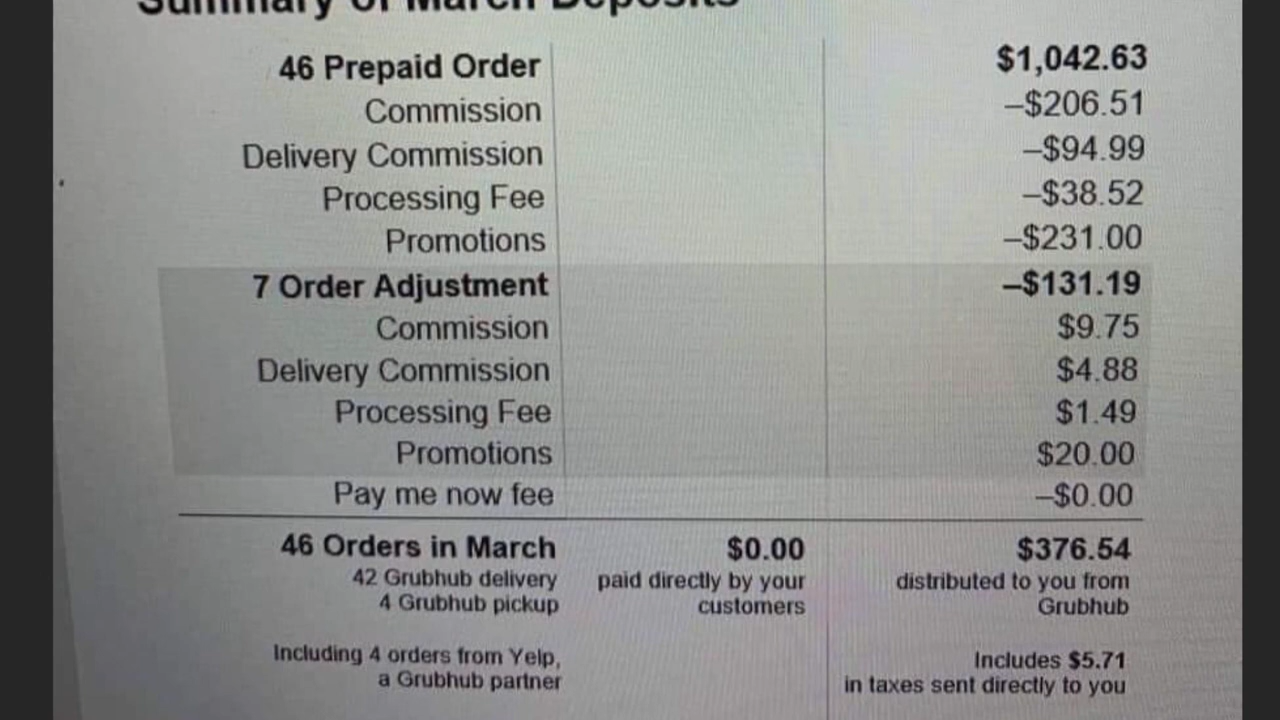 Summary of March Deposits
46 Prepaid Order $1,042.63
Commission –$206.51
Delivery Commission –$94.99
Processing Fee –$38.52
Promotions –$231.00
7 Order Adjustment –$131.19
Commission $9.75
Delivery Commission $4.88
Processing Fee $1.49
Promotions $20.00
Pay me now fee –$0.00
46 Orders in March $0.00 $376.54
42 Grubhub delivery paid directly by your distributed to you from
4 Grubhub pickup customers Grubhub
Including 4 orders from Yelp, Includes $5.71
a Grubhub partner in taxes sent directly to you